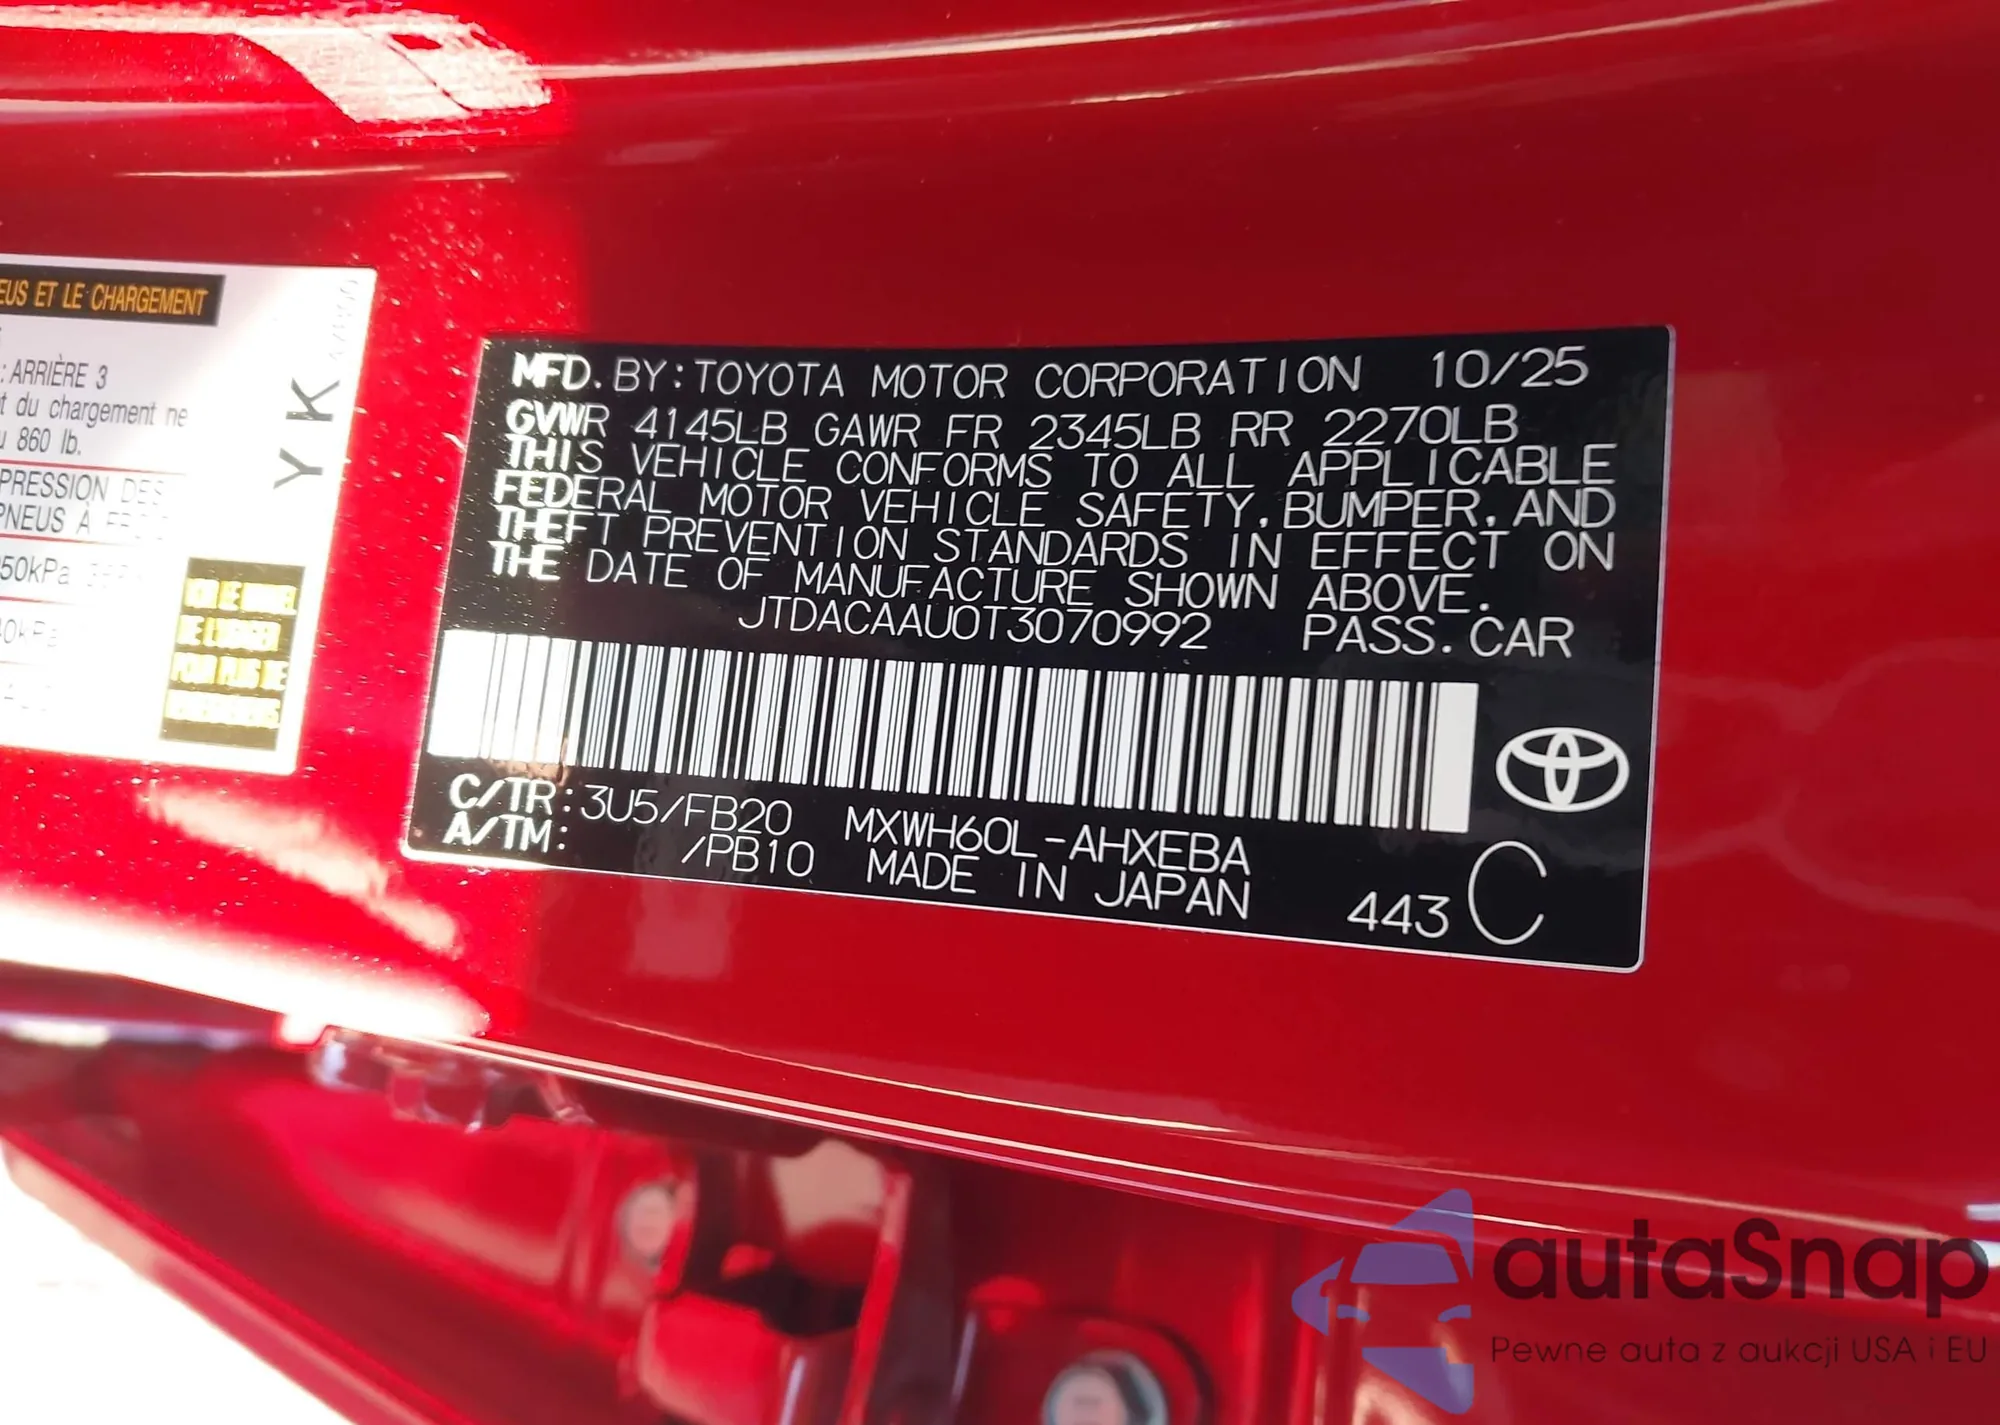 EUS ET LE CHARGEMENT
: ARRIÈRE 3
t du chargement ne
860 lb.
PRESSION DES
PNEUS À
50kPa
40kPa
YK
MFD. BY: TOYOTA MOTOR CORPORATION 10/25
GVWR 4145LB GAWR FR 2345LB RR 2270LB
THIS VEHICLE CONFORMS TO ALL APPLICABLE
FEDERAL MOTOR VEHICLE SAFETY, BUMPER, AND
THEFT PREVENTION STANDARDS IN EFFECT ON
THE DATE OF MANUFACTURE SHOWN ABOVE.
JTDACAAU0T3070992 PASS. CAR
C/TR: 3U5/FB20 MXWH60L-AHXEBA
A/TM: /PB10 MADE IN JAPAN
443 C
autaSnap
Pewne auta z aukcji USA i EU